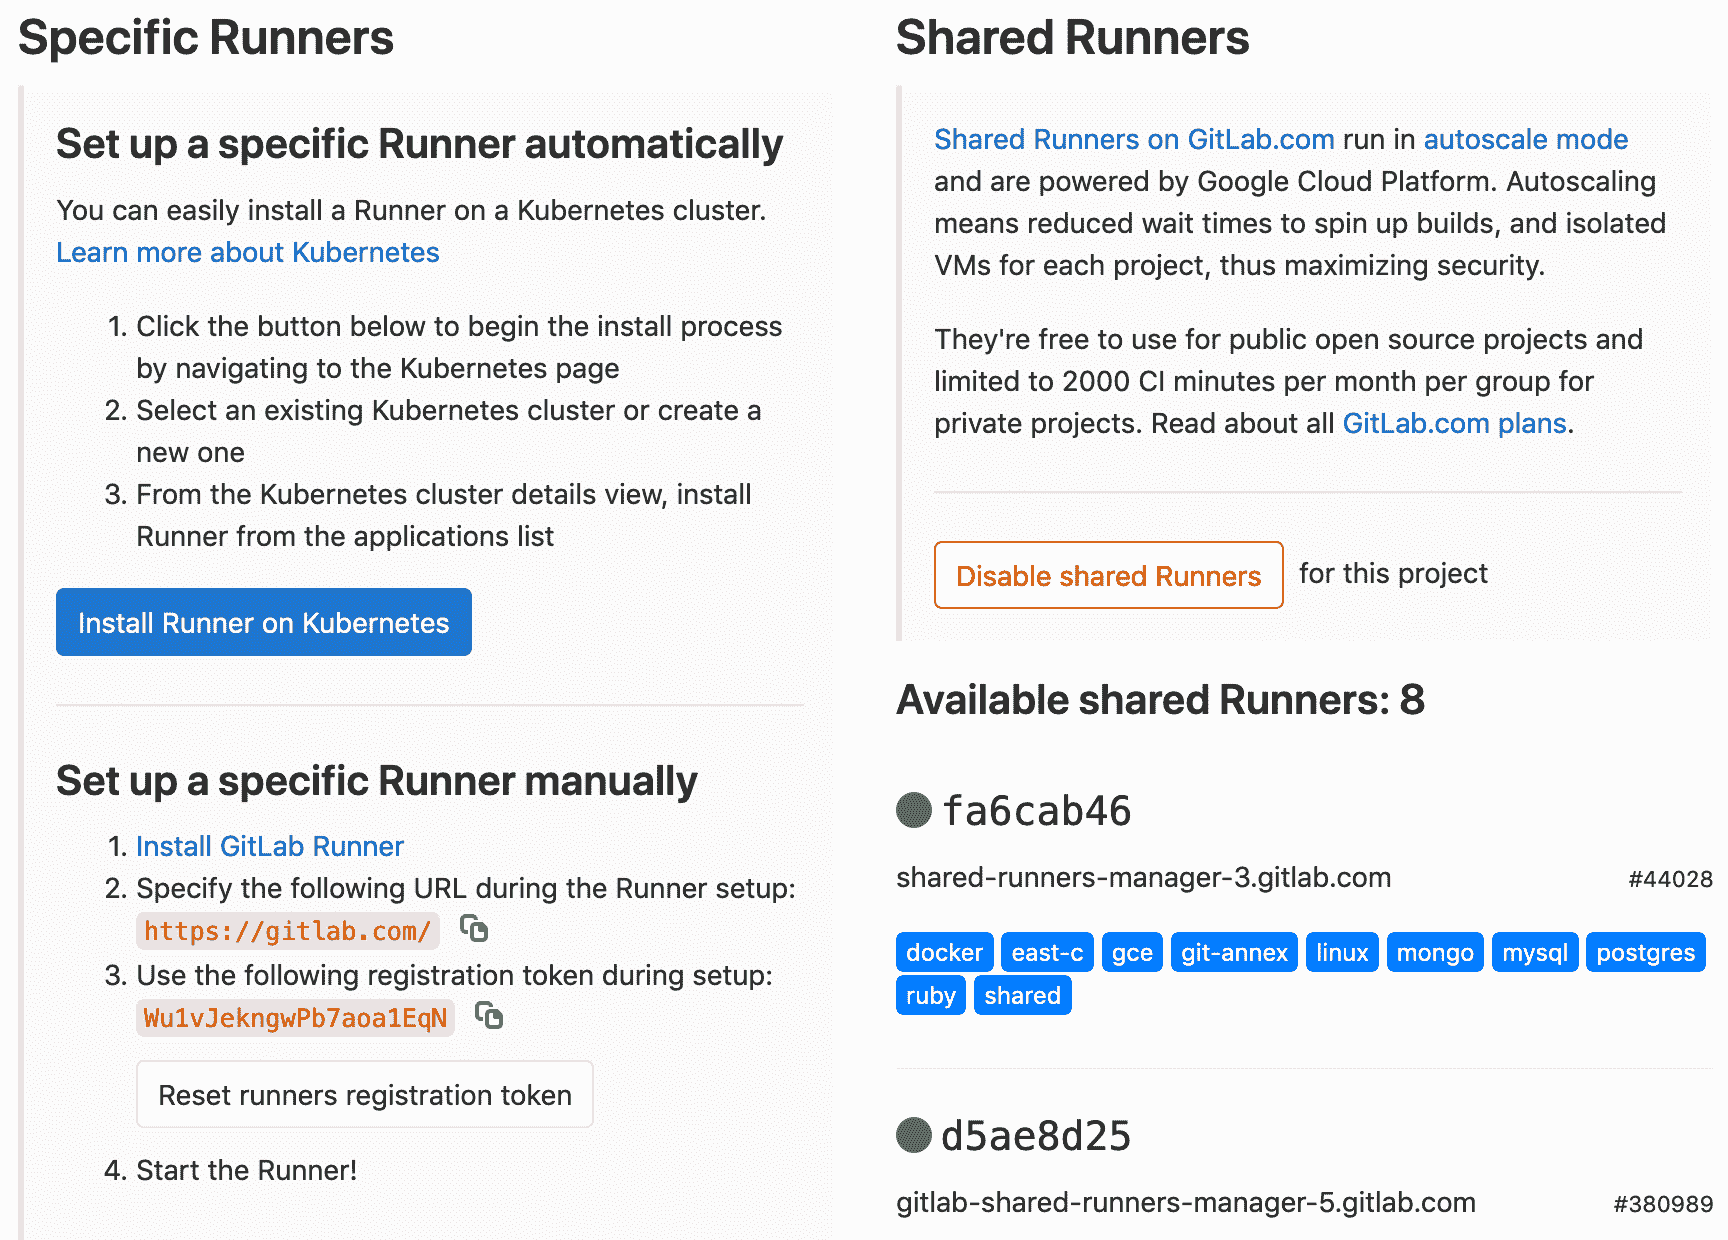 Specific Runners
Set up a specific Runner automatically
You can easily install a Runner on a Kubernetes cluster.
Learn more about Kubernetes
1. Click the button below to begin the install process
by navigating to the Kubernetes page
2. Select an existing Kubernetes cluster or create a
new one
3. From the Kubernetes cluster details view, install
Runner from the applications list
Install Runner on Kubernetes
Set up a specific Runner manually
1. Install GitLab Runner
2. Specify the following URL during the Runner setup:
https://gitlab.com/
3. Use the following registration token during setup:
Wu1vJekngwPb7aoa1EqN
Reset runners registration token
4. Start the Runner!
Shared Runners
Shared Runners on GitLab.com run in autoscale mode
and are powered by Google Cloud Platform. Autoscaling
means reduced wait times to spin up builds, and isolated
VMs for each project, thus maximizing security.
They're free to use for public open source projects and
limited to 2000 CI minutes per month per group for
private projects. Read about all GitLab.com plans.
Disable shared Runners for this project
Available shared Runners: 8
fa6cab46
shared-runners-manager-3.gitlab.com #44028
docker east-c gce git-annex linux mongo mysql postgres
ruby shared
d5ae8d25
gitlab-shared-runners-manager-5.gitlab.com #380989